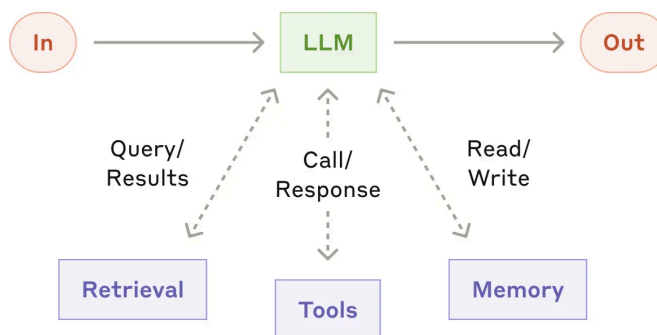 In
LLM
Out
Query/
Results
Call/
Response
Read/
Write
Retrieval
Tools
Memory